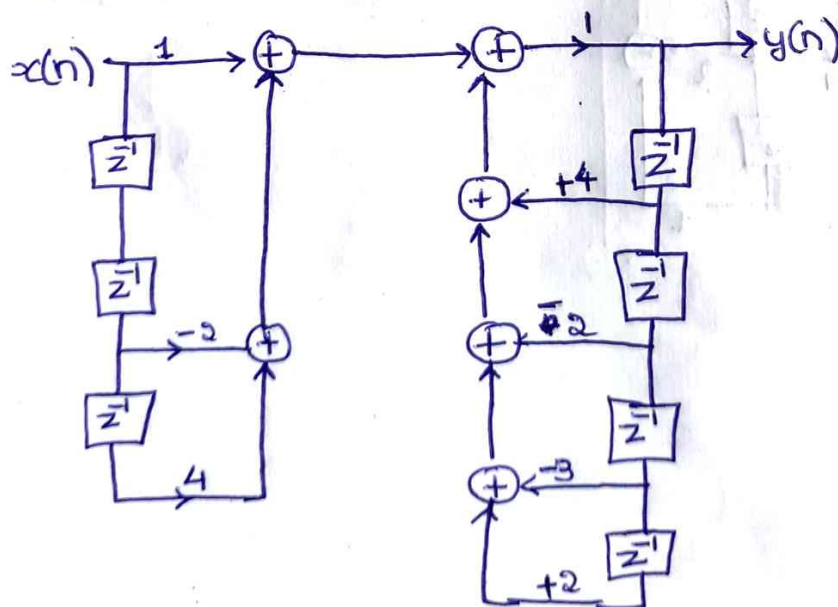 x(n) 1 + + 1 y(n)
z⁻¹ z⁻¹
+ +4
z⁻¹ z⁻¹
-2 + + -2
z⁻¹ z⁻¹
4 + -3
z⁻¹
+2